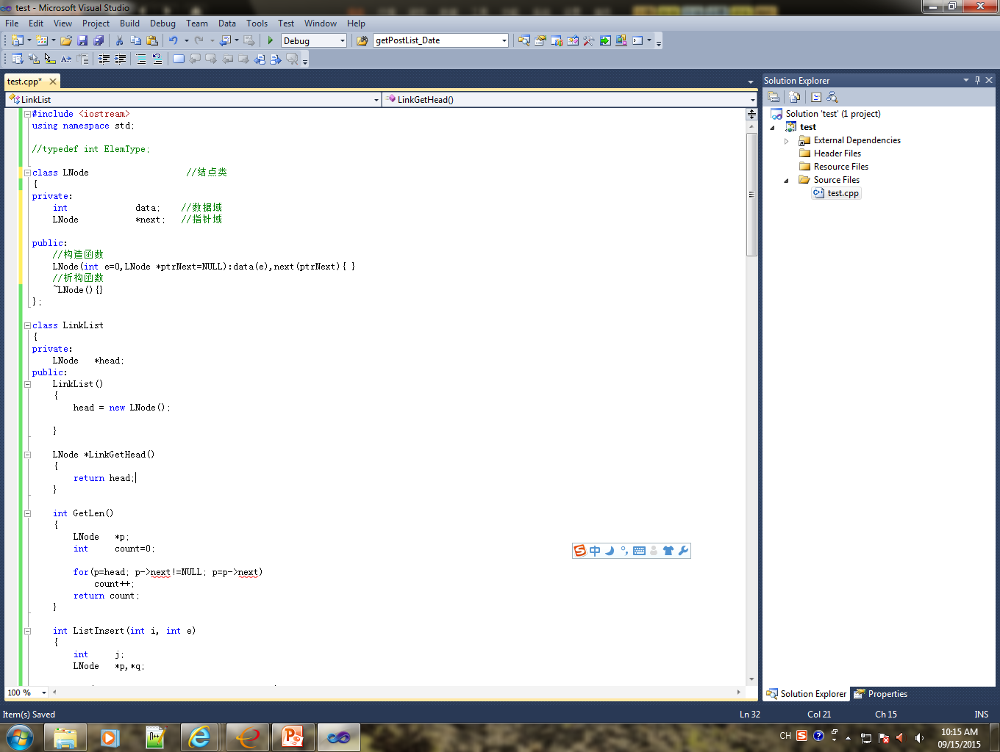 test - Microsoft Visual Studio
File Edit View Project Build Debug Team Data Tools Test Window Help
Debug getPostList_Date
test.cpp*
LinkList LinkGetHead()
#include <iostream>
using namespace std;
//typedef int ElemType;
class LNode //结点类
{
private:
int data; //数据域
LNode *next; //指针域
public:
//构造函数
LNode(int e=0,LNode *ptrNext=NULL):data(e),next(ptrNext){ }
//析构函数
~LNode(){}
};
class LinkList
{
private:
LNode *head;
public:
LinkList()
{
head = new LNode();
}
LNode *LinkGetHead()
{
return head;
}
int GetLen()
{
LNode *p;
int count=0;
for(p=head; p->next!=NULL; p=p->next)
count++;
return count;
}
int ListInsert(int i, int e)
{
int j;
LNode *p,*q;
100 %
Solution Explorer
Solution 'test' (1 project)
test
External Dependencies
Header Files
Resource Files
Source Files
test.cpp
中
Solution Explorer Properties
Item(s) Saved Ln 32 Col 21 Ch 15 INS
CH
10:15 AM
09/15/2015